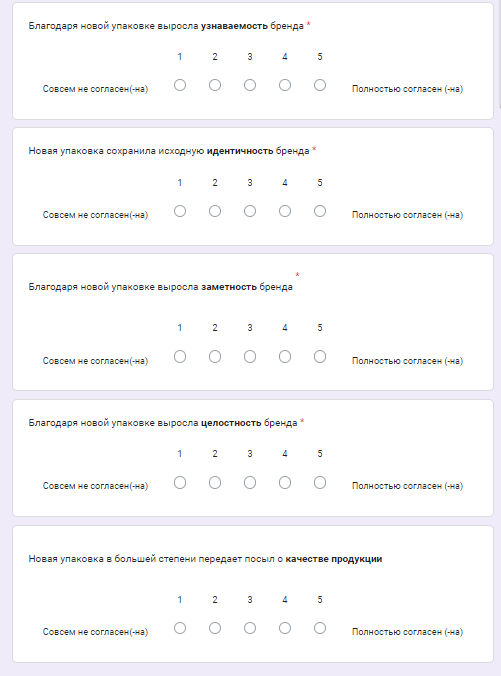 Благодаря новой упаковке выросла узнаваемость бренда *
1 2 3 4 5
Совсем не согласен(-на) Полностью согласен (-на)
Новая упаковка сохранила исходную идентичность бренда *
1 2 3 4 5
Совсем не согласен(-на) Полностью согласен (-на)
Благодаря новой упаковке выросла заметность бренда *
1 2 3 4 5
Совсем не согласен(-на) Полностью согласен (-на)
Благодаря новой упаковке выросла целостность бренда *
1 2 3 4 5
Совсем не согласен(-на) Полностью согласен (-на)
Новая упаковка в большей степени передает посыл о качестве продукции
1 2 3 4 5
Совсем не согласен(-на) Полностью согласен (-на)